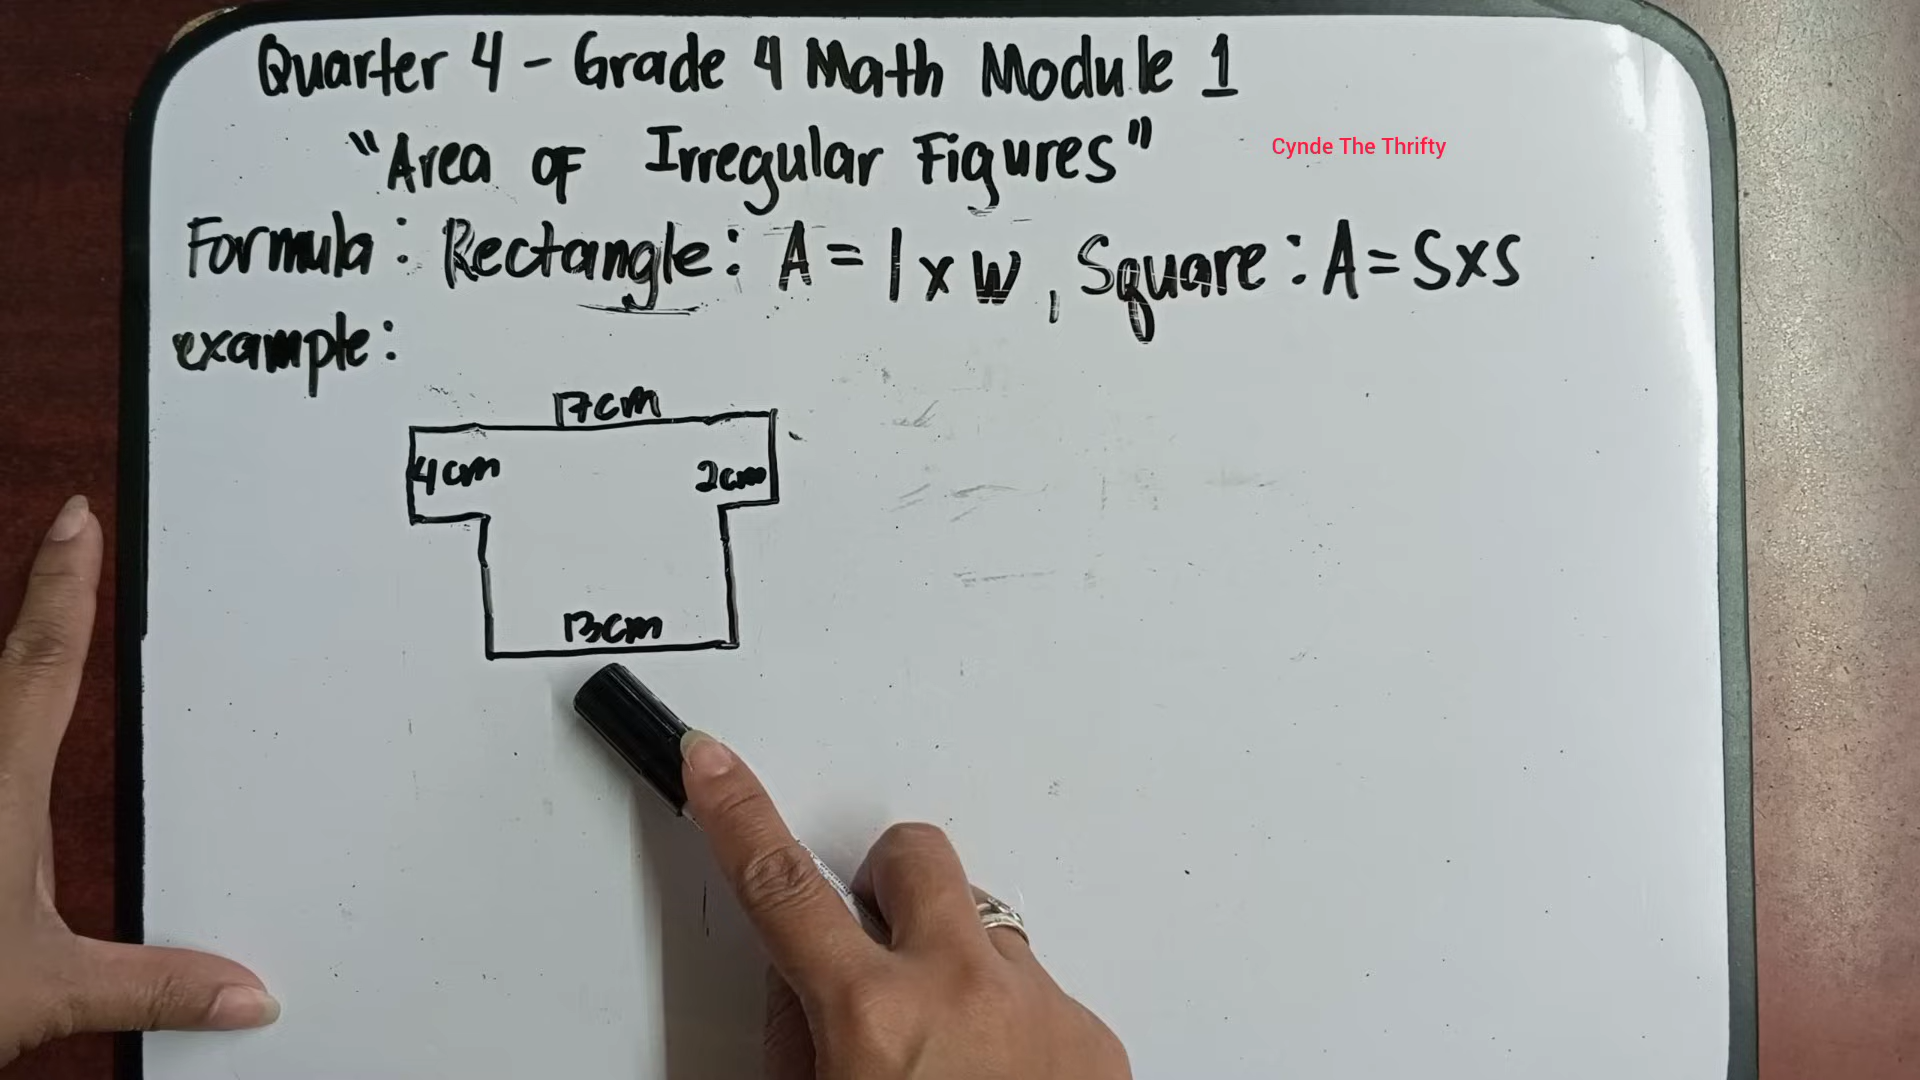 Quarter 4 - Grade 4 Math Module 1
"Area of Irregular Figures"
Cynde The Thrifty
Formula: Rectangle: A = l x w, Square: A = S x S
example:
17cm
4cm
2cm
13cm